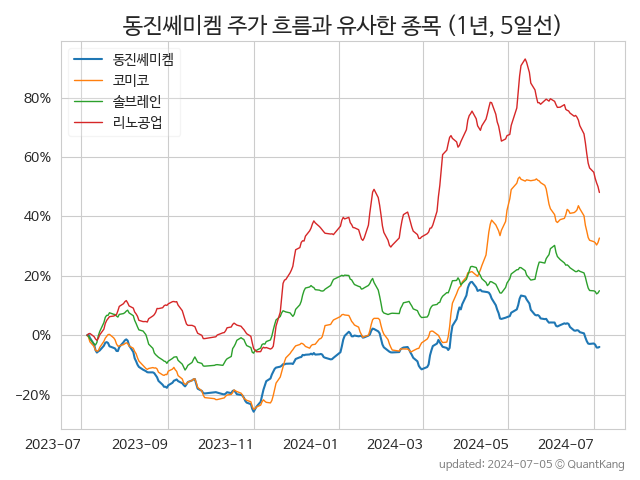 동진쎄미켐 주가 흐름과 유사한 종목 (1년, 5일선)
동진쎄미켐
코미코
솔브레인
리노공업
80%
60%
40%
20%
0%
−20%
2023-07 2023-09 2023-11 2024-01 2024-03 2024-05 2024-07
updated: 2024-07-05 © QuantKang